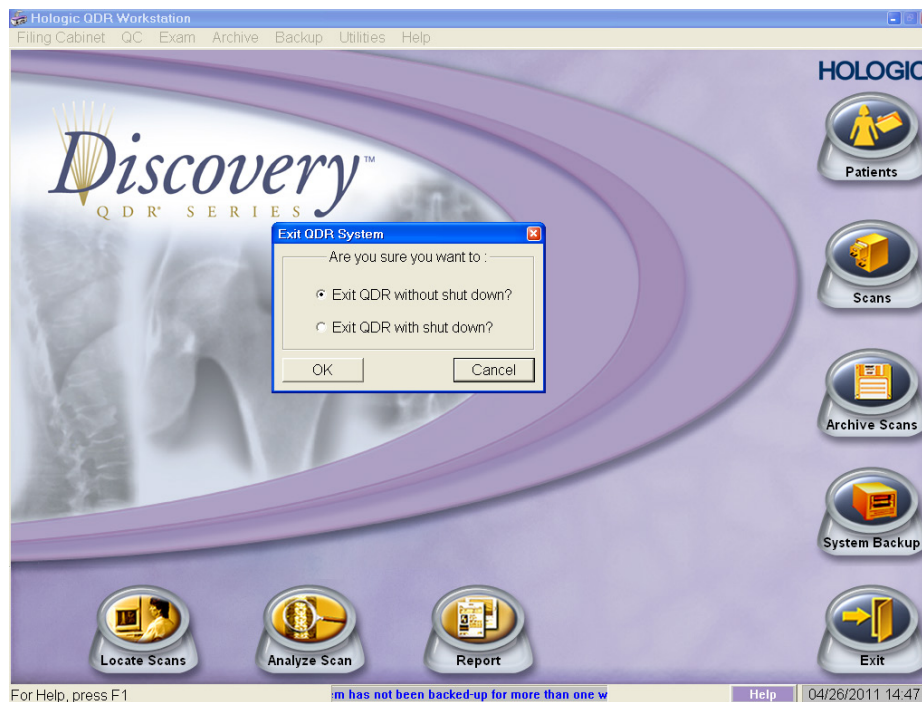 Hologic QDR Workstation
Filing Cabinet QC Exam Archive Backup Utilities Help
HOLOGIC
Discovery™
QDR® SERIES
Patients
Exit QDR System
Are you sure you want to :
Exit QDR without shut down?
Exit QDR with shut down?
OK Cancel
Scans
Archive Scans
System Backup
Locate Scans Analyze Scan Report Exit
For Help, press F1 m has not been backed-up for more than one w Help 04/26/2011 14:47